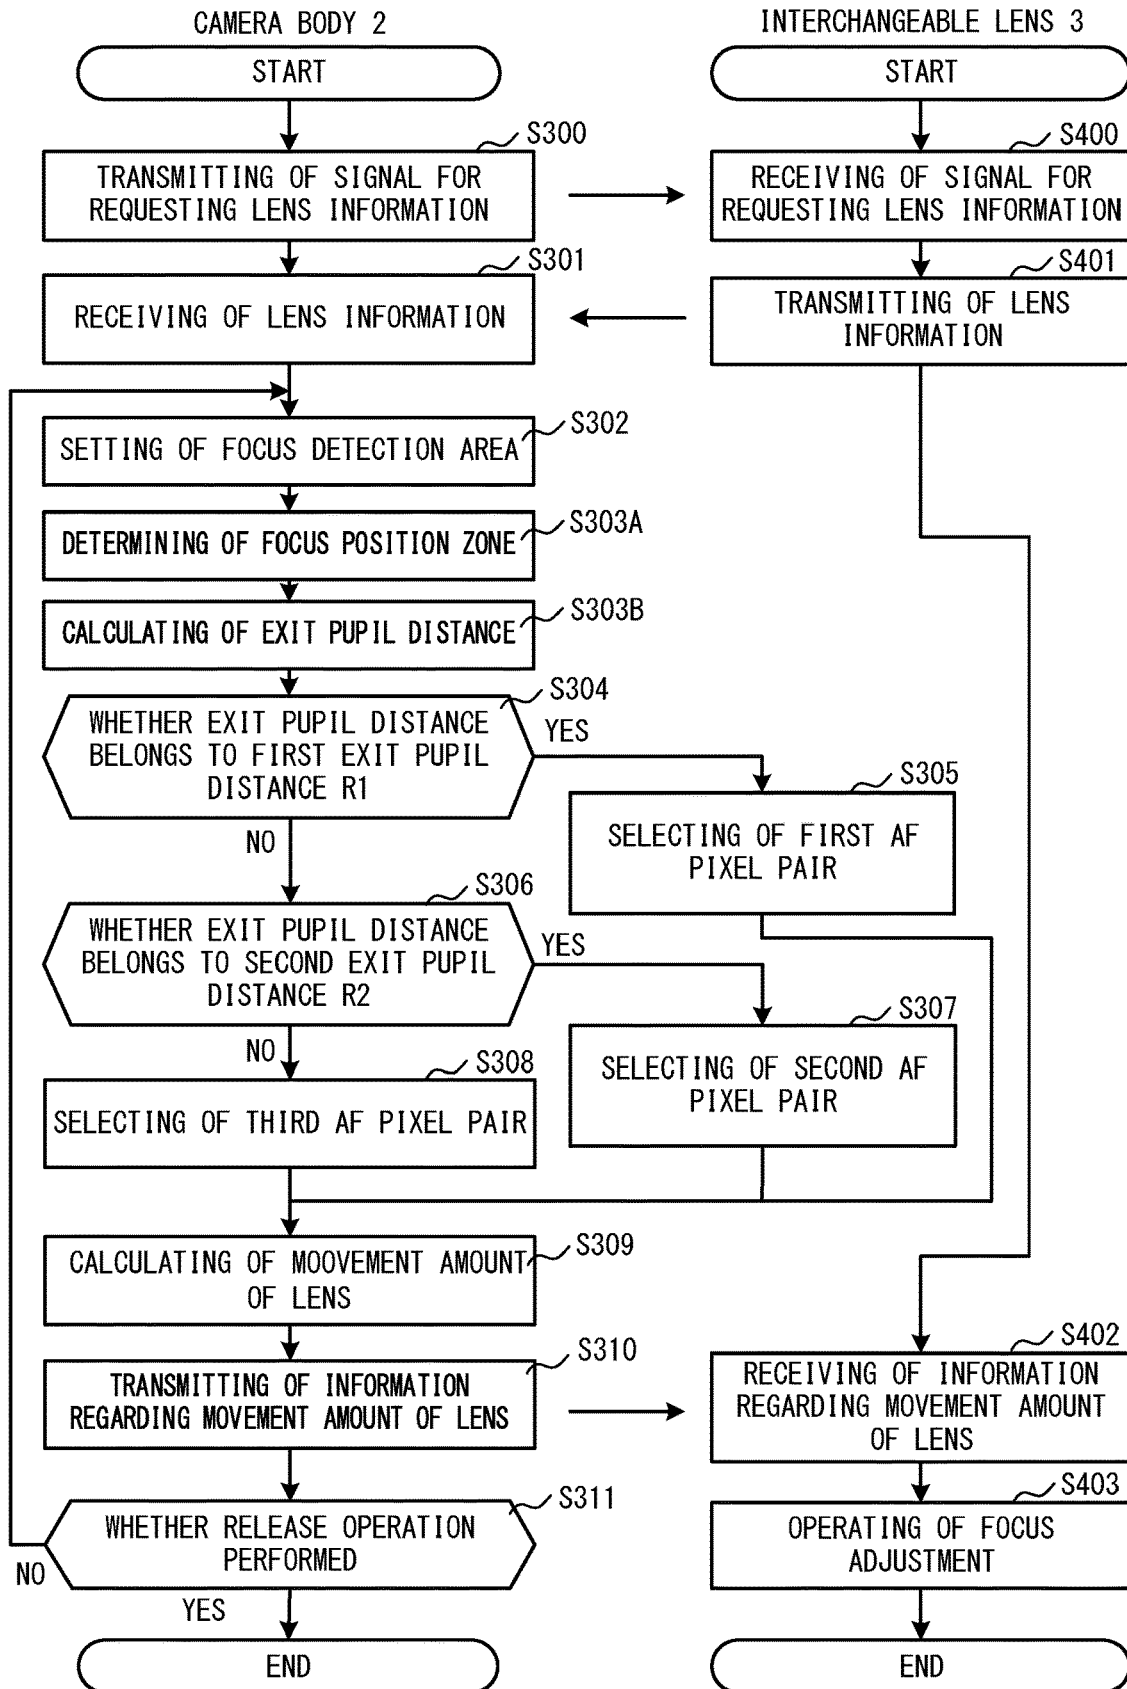 CAMERA BODY 2
START
S300
TRANSMITTING OF SIGNAL FOR
REQUESTING LENS INFORMATION
S301
RECEIVING OF LENS INFORMATION
S302
SETTING OF FOCUS DETECTION AREA
S303A
DETERMINING OF FOCUS POSITION ZONE
S303B
CALCULATING OF EXIT PUPIL DISTANCE
S304
WHETHER EXIT PUPIL DISTANCE
BELONGS TO FIRST EXIT PUPIL
DISTANCE R1
YES
NO
S305
SELECTING OF FIRST AF
PIXEL PAIR
S306
WHETHER EXIT PUPIL DISTANCE
BELONGS TO SECOND EXIT PUPIL
DISTANCE R2
YES
NO
S307
SELECTING OF SECOND AF
PIXEL PAIR
S308
SELECTING OF THIRD AF PIXEL PAIR
S309
CALCULATING OF MOOVEMENT AMOUNT
OF LENS
S310
TRANSMITTING OF INFORMATION
REGARDING MOVEMENT AMOUNT OF LENS
S311
WHETHER RELEASE OPERATION
PERFORMED
NO
YES
END
INTERCHANGEABLE LENS 3
START
S400
RECEIVING OF SIGNAL FOR
REQUESTING LENS INFORMATION
S401
TRANSMITTING OF LENS
INFORMATION
S402
RECEIVING OF INFORMATION
REGARDING MOVEMENT AMOUNT
OF LENS
S403
OPERATING OF FOCUS
ADJUSTMENT
END